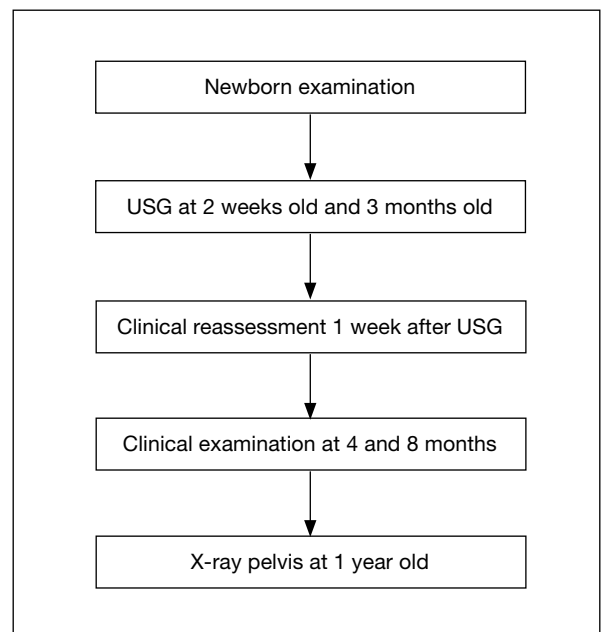 Newborn examination
USG at 2 weeks old and 3 months old
Clinical reassessment 1 week after USG
Clinical examination at 4 and 8 months
X-ray pelvis at 1 year old